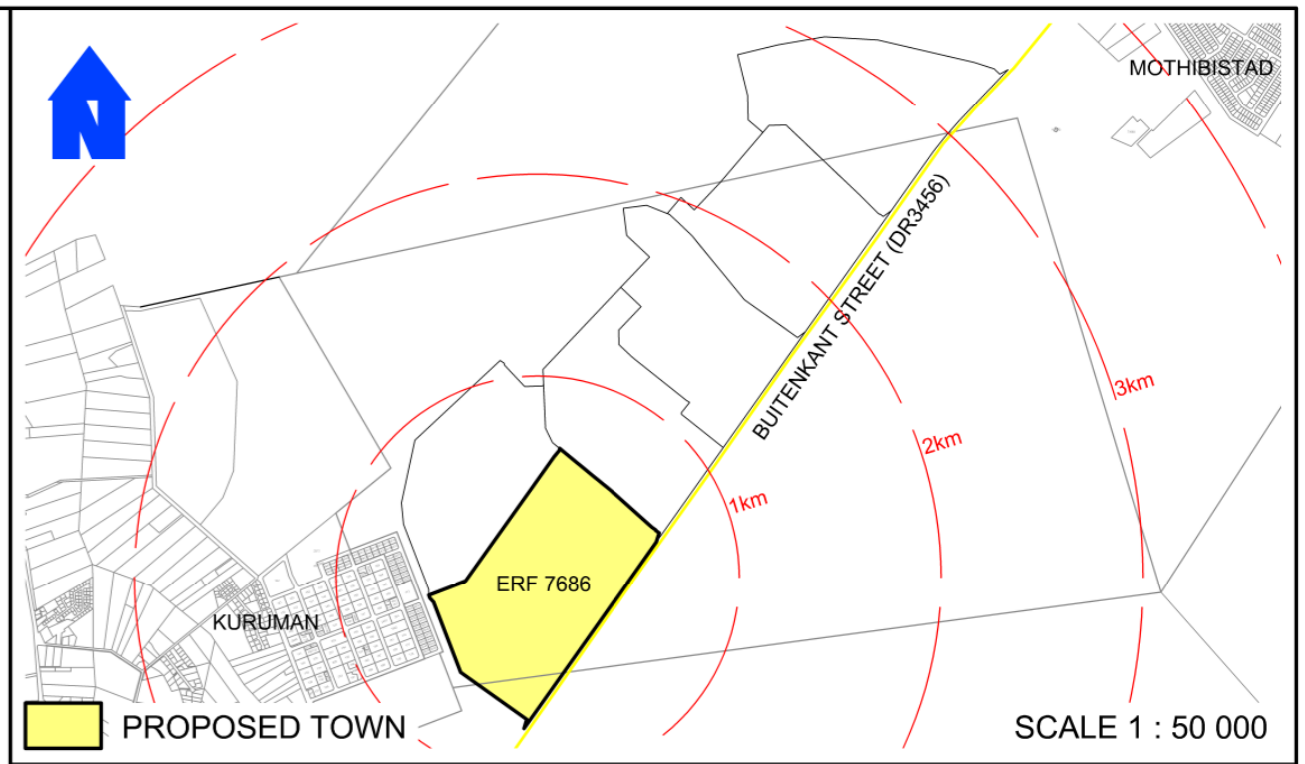 N
MOTHIBISTAD
BUITENKANT STREET (DR3456)
3km
2km
1km
ERF 7686
KURUMAN
PROPOSED TOWN
SCALE 1 : 50 000